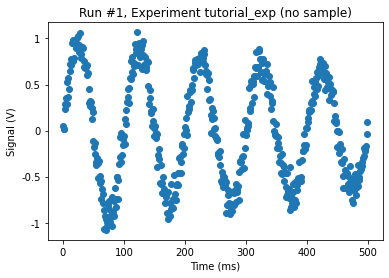 Run #1, Experiment tutorial_exp (no sample)
1
0.5
0
-0.5
-1
Signal (V)
0 100 200 300 400 500
Time (ms)